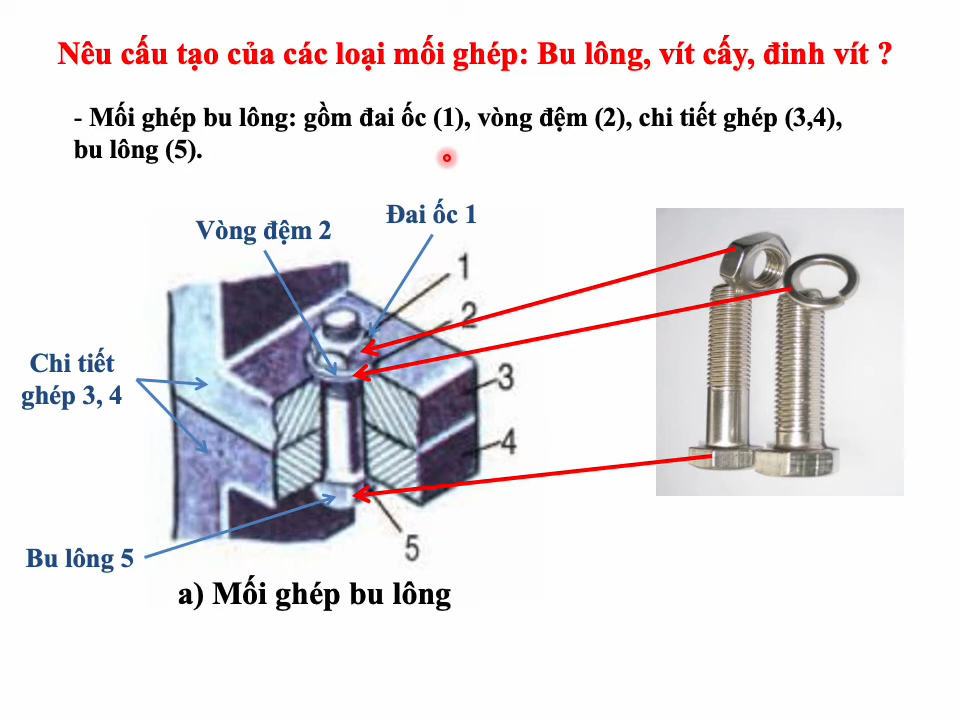 Nêu cấu tạo của các loại mối ghép: Bu lông, vít cấy, đinh vít ?
- Mối ghép bu lông: gồm đai ốc (1), vòng đệm (2), chi tiết ghép (3,4),
bu lông (5).
Đai ốc 1
Vòng đệm 2
1
2
Chi tiết
ghép 3, 4
3
4
5
Bu lông 5
a) Mối ghép bu lông